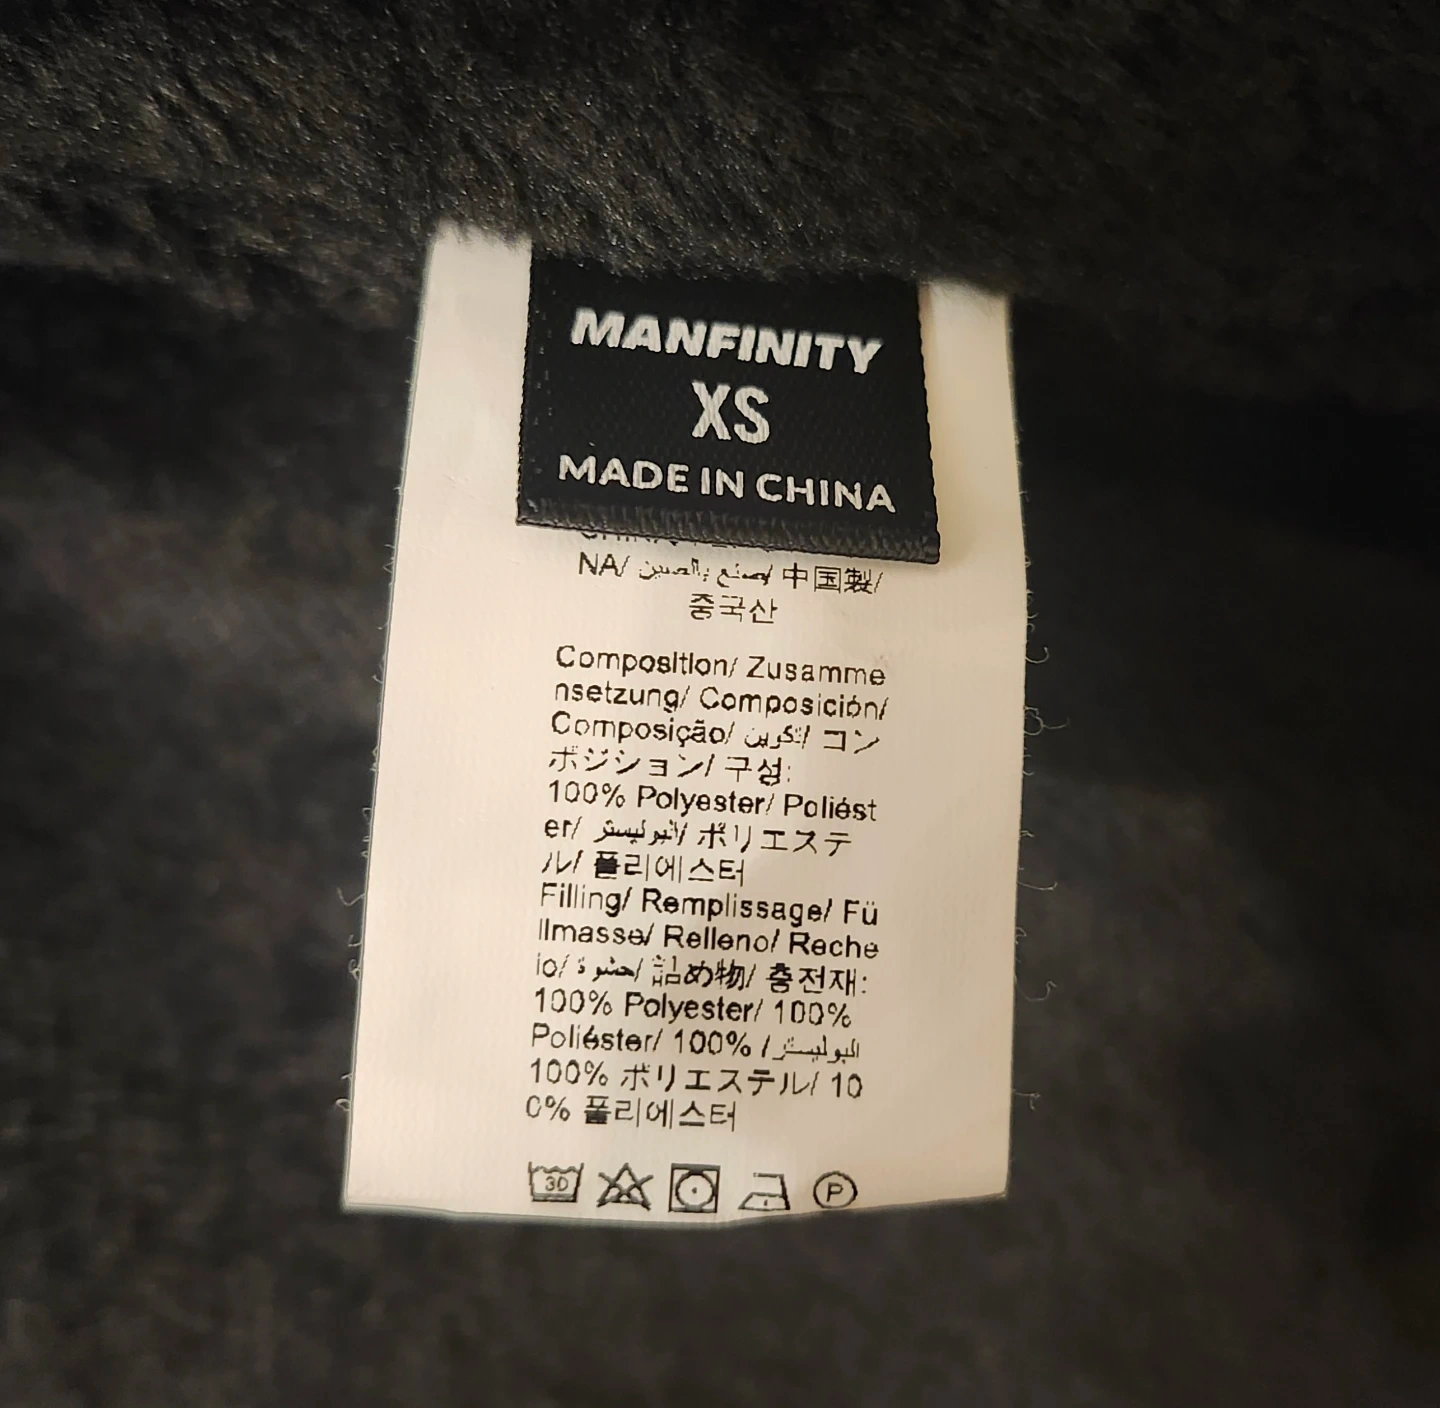 MANFINITY
XS
MADE IN CHINA
NA/ صنع بالصين/ 中国製/
중국산
Composition/ Zusamme
nsetzung/ Composición/
Composição/ تكوين/ コン
ポジション/ 구성:
100% Polyester/ Poliést
er/ البوليستر/ ポリエステ
ル/ 폴리에스터
Filling/ Remplissage/ Fü
llmasse/ Relleno/ Reche
io/ حشوة/ 詰め物/ 충전재:
100% Polyester/ 100%
Poliéster/ 100% البوليستر/
100% ポリエステル/ 10
0% 폴리에스터
30
P